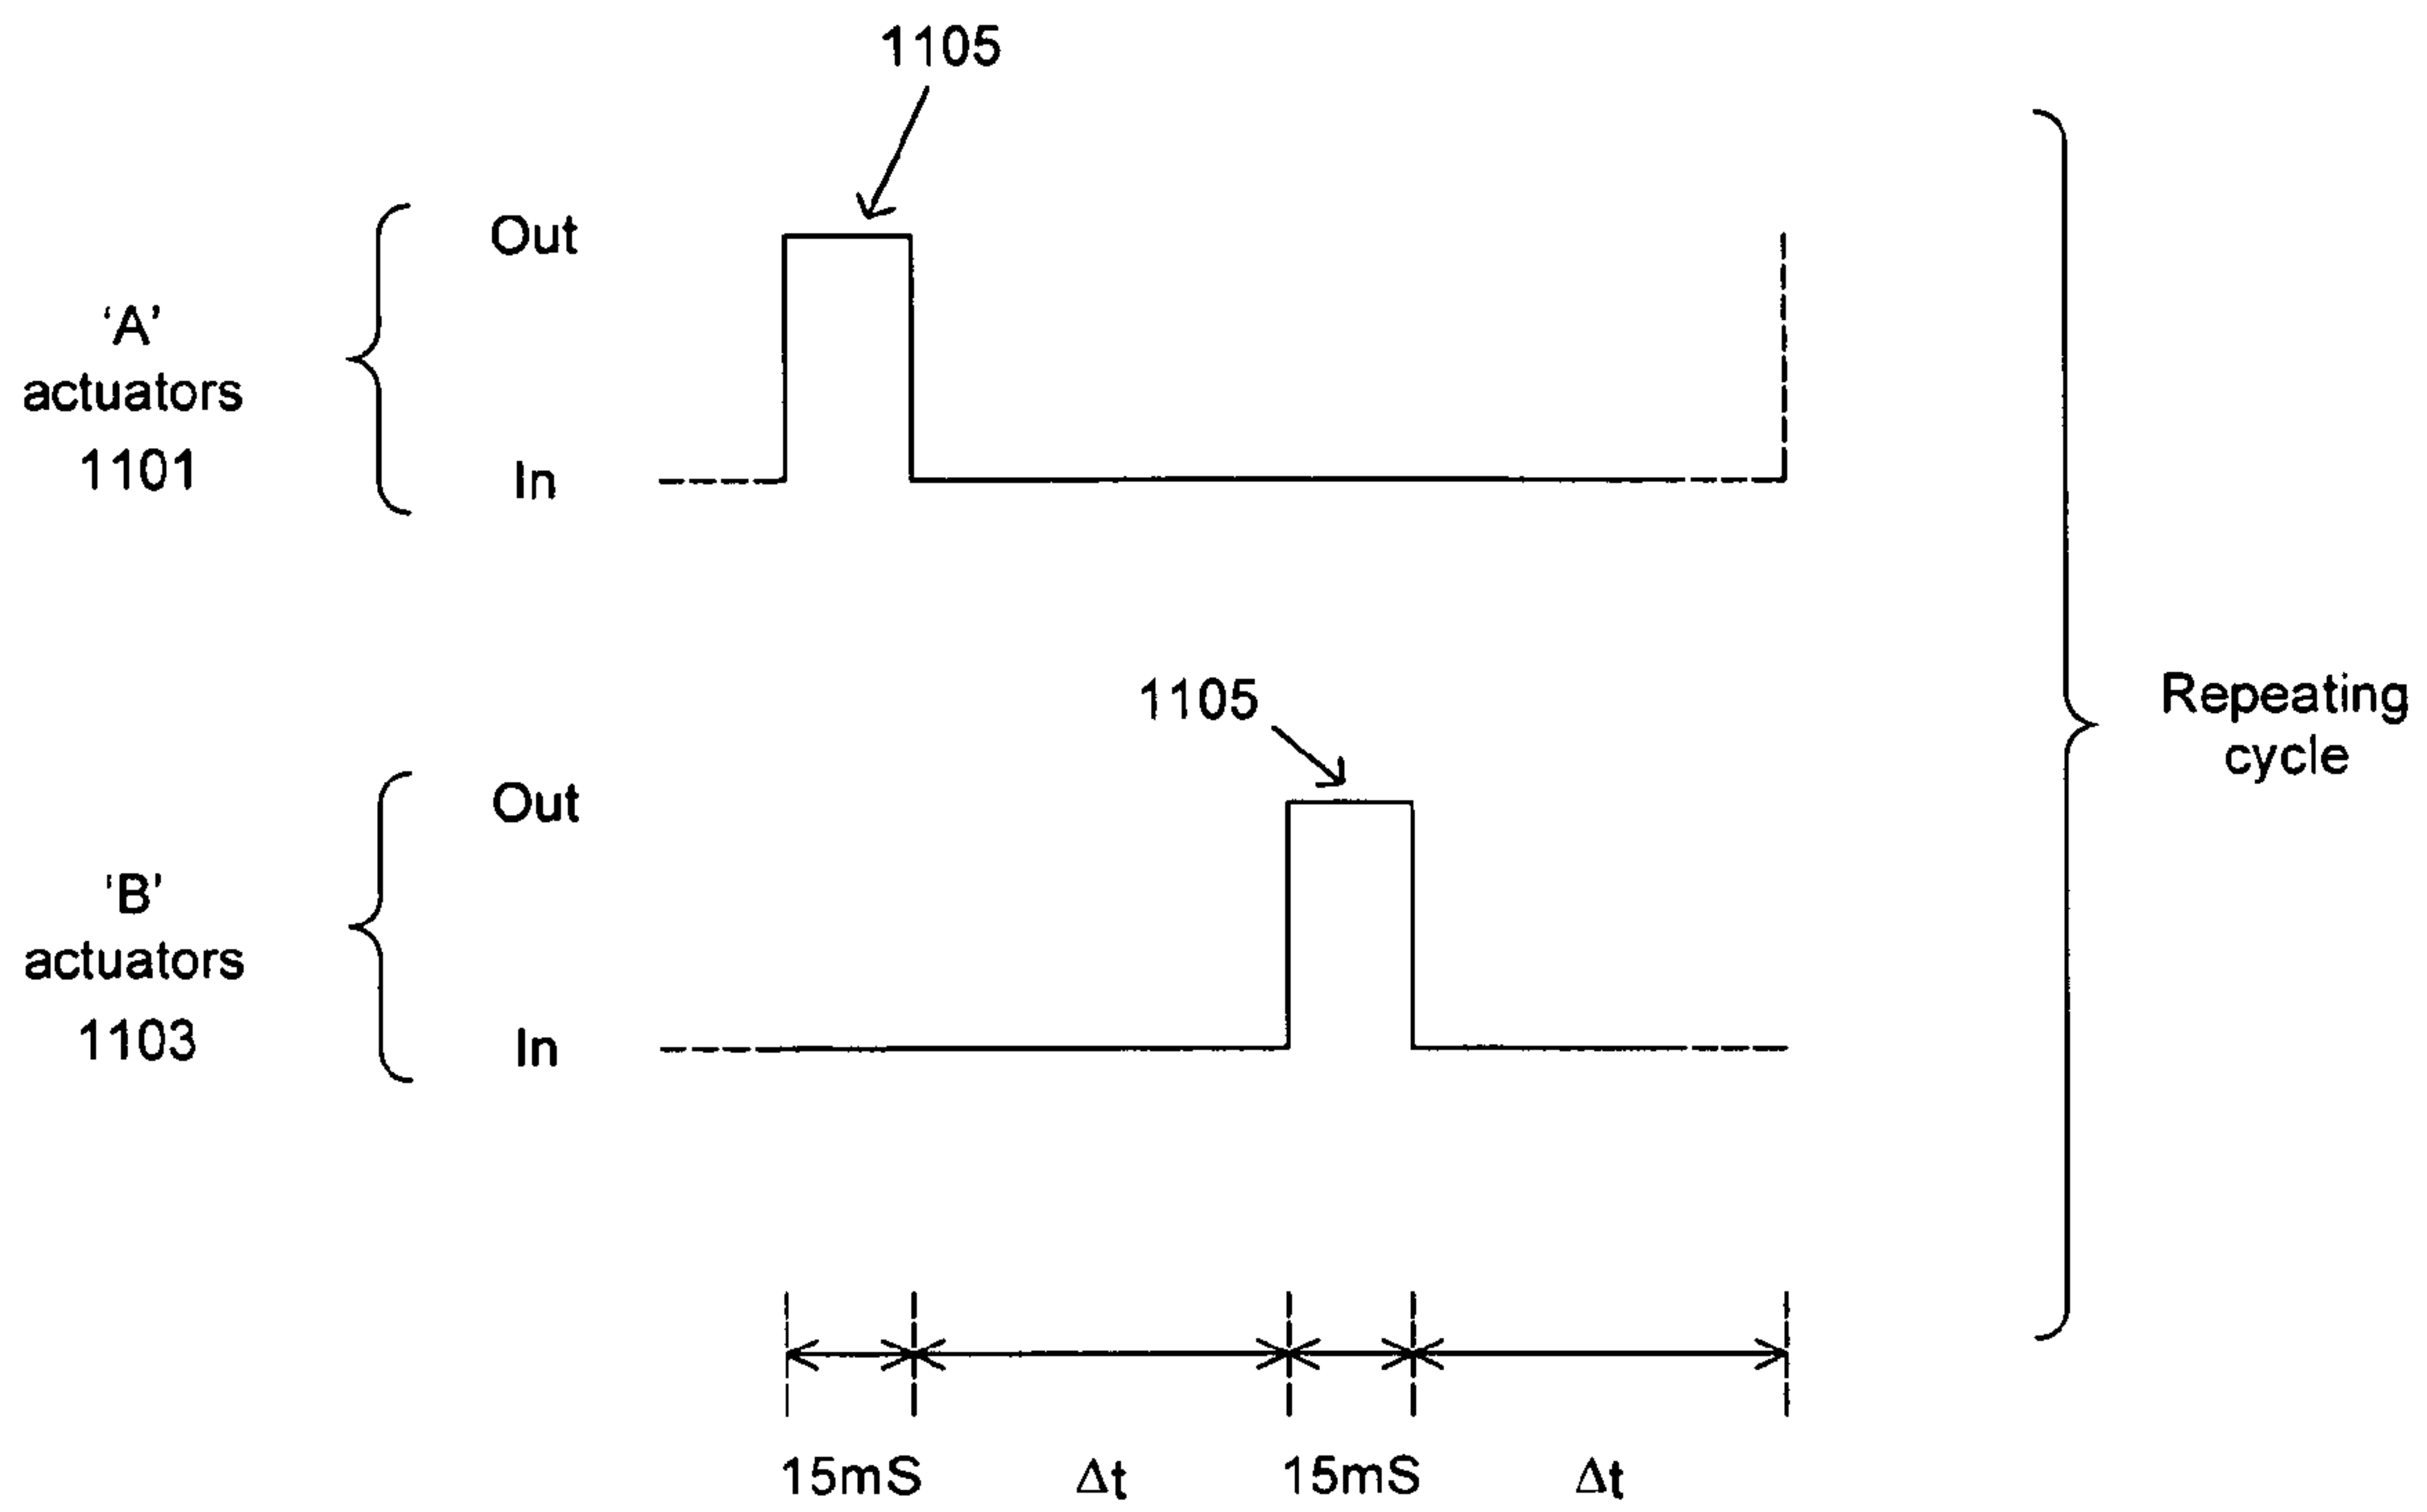 1105
Out
'A'
actuators
1101
In
1105
Repeating
cycle
Out
'B'
actuators
1103
In
15mS Δt 15mS Δt